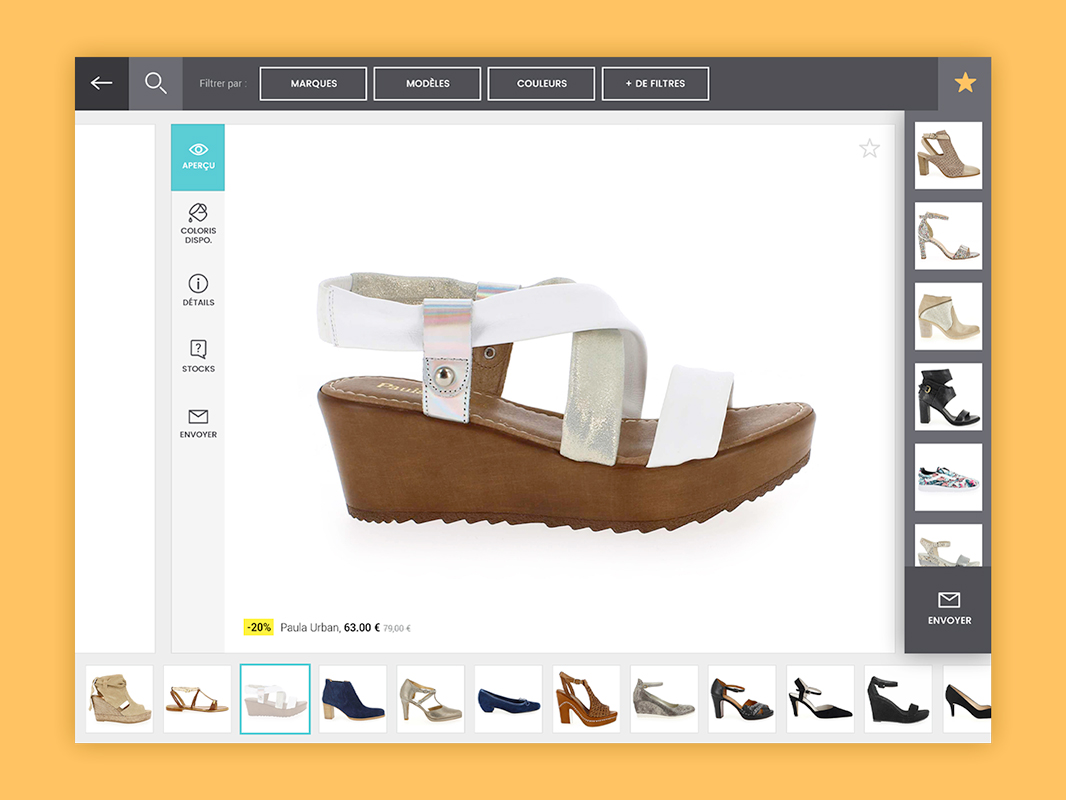 Filtrer par :
MARQUES
MODÈLES
COULEURS
+ DE FILTRES
APERÇU
COLORIS
DISPO.
DÉTAILS
STOCKS
ENVOYER
-20% Paula Urban, 63.00 € 79,00 €
ENVOYER